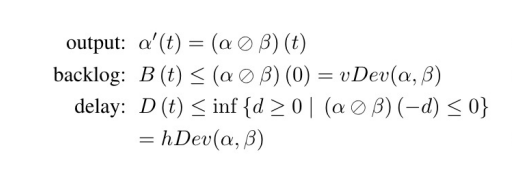 output: α′(t) = (α ⊘ β) (t)
backlog: B (t) ≤ (α ⊘ β) (0) = vDev(α, β)
delay: D (t) ≤ inf {d ≥ 0 | (α ⊘ β) (−d) ≤ 0}
= hDev(α, β)